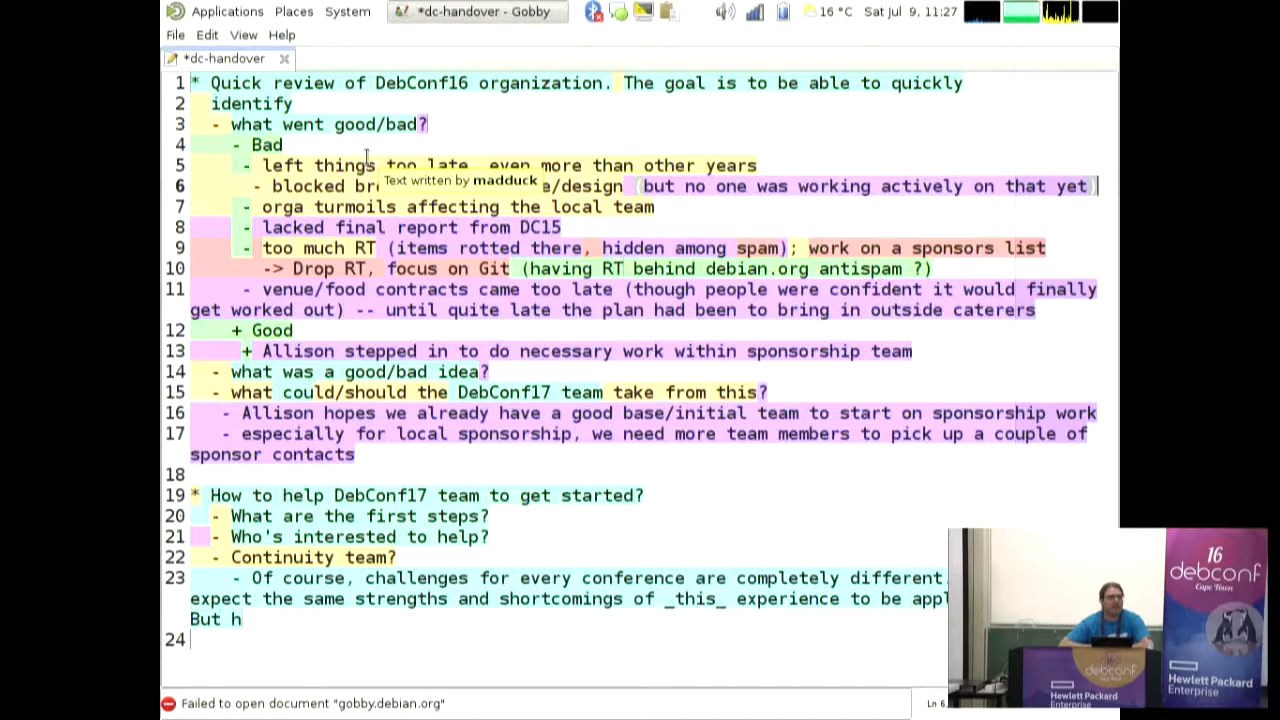 Applications Places System *dc-handover - Gobby 16 °C Sat Jul 9, 11:27
File Edit View Help
*dc-handover
1 * Quick review of DebConf16 organization. The goal is to be able to quickly
2 identify
3 - what went good/bad?
4 - Bad
5 - left things too late even more than other years
6 - blocked br e/design (but no one was working actively on that yet)
Text written by madduck
7 - orga turmoils affecting the local team
8 - lacked final report from DC15
9 - too much RT (items rotted there, hidden among spam); work on a sponsors list
10 -> Drop RT, focus on Git (having RT behind debian.org antispam ?)
11 - venue/food contracts came too late (though people were confident it would finally
get worked out) -- until quite late the plan had been to bring in outside caterers
12 + Good
13 + Allison stepped in to do necessary work within sponsorship team
14 - what was a good/bad idea?
15 - what could/should the DebConf17 team take from this?
16 - Allison hopes we already have a good base/initial team to start on sponsorship work
17 - especially for local sponsorship, we need more team members to pick up a couple of
sponsor contacts
18
19 * How to help DebConf17 team to get started?
20 - What are the first steps?
21 - Who's interested to help?
22 - Continuity team?
23 - Of course, challenges for every conference are completely different.
expect the same strengths and shortcomings of _this_ experience to be appl
But h
24
16
debconf
Cape Town
Hewlett Packard
Enterprise
debconf
Hewlett Packard
Enterprise
Failed to open document "gobby.debian.org"
Ln 6,